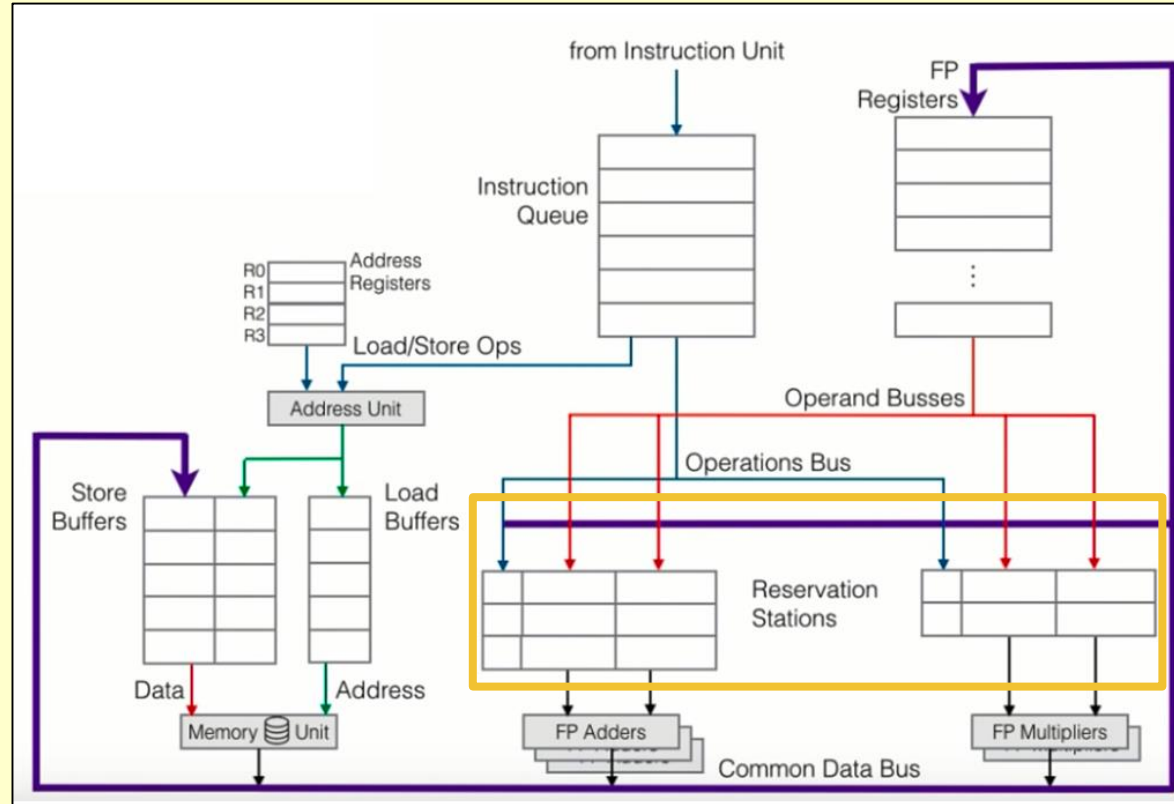 from Instruction Unit
FP
Registers
Instruction
Queue
Address
Registers
R0
R1
R2
R3
Load/Store Ops
Address Unit
Operand Busses
Operations Bus
Store
Buffers
Load
Buffers
Reservation
Stations
Data
Address
Memory Unit
FP Adders
FP Multipliers
Common Data Bus